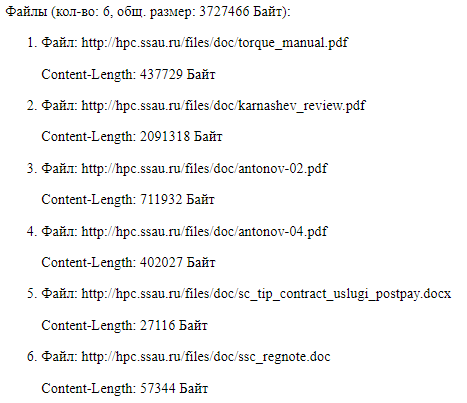 Файлы (кол-во: 6, общ. размер: 3727466 Байт):
1. Файл: http://hpc.ssau.ru/files/doc/torque_manual.pdf
Content-Length: 437729 Байт
2. Файл: http://hpc.ssau.ru/files/doc/karnashev_review.pdf
Content-Length: 2091318 Байт
3. Файл: http://hpc.ssau.ru/files/doc/antonov-02.pdf
Content-Length: 711932 Байт
4. Файл: http://hpc.ssau.ru/files/doc/antonov-04.pdf
Content-Length: 402027 Байт
5. Файл: http://hpc.ssau.ru/files/doc/sc_tip_contract_uslugi_postpay.docx
Content-Length: 27116 Байт
6. Файл: http://hpc.ssau.ru/files/doc/ssc_regnote.doc
Content-Length: 57344 Байт